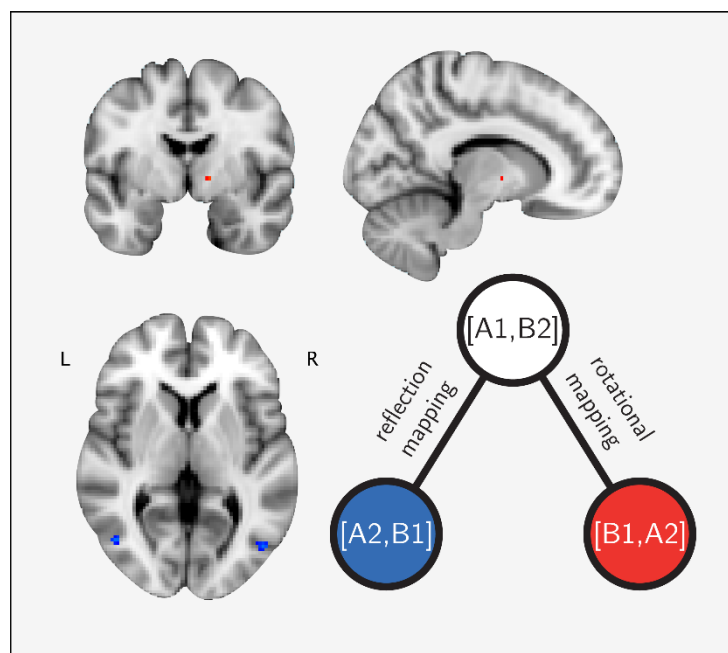 [A1,B2]
L
R
reflection
mapping
rotational
mapping
[A2,B1]
[B1,A2]